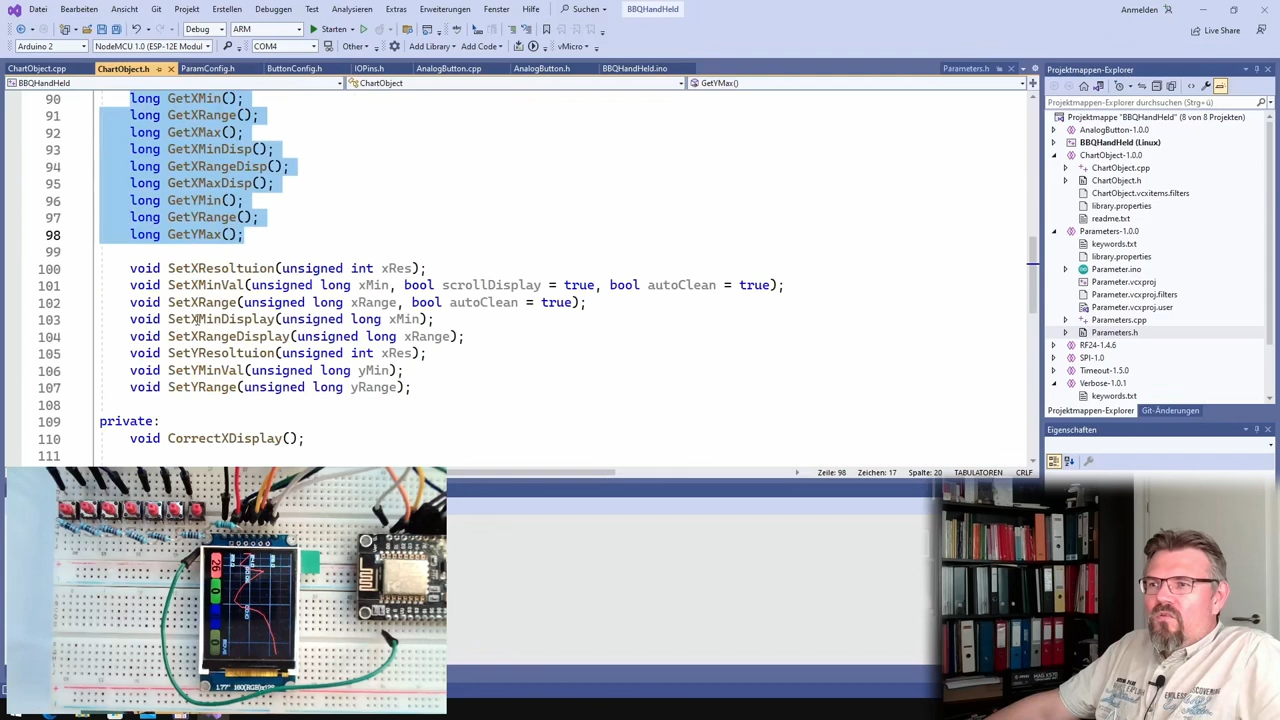 Datei Bearbeiten Ansicht Git Projekt Erstellen Debuggen Test Analysieren Extras Erweiterungen Fenster Hilfe Suchen BBQHandHeld Anmelden
Debug ARM Starten Live Share
Arduino 2 NodeMCU 1.0 (ESP-12E Modul) COM4 Other Add Library Add Code vMicro
ChartObject.cpp ChartObject.h ParamConfig.h ButtonConfig.h IOPins.h AnalogButton.cpp AnalogButton.h BBQHandHeld.ino Parameters.h
BBQHandHeld ChartObject GetYMax()
90 long GetXMin();
91 long GetXRange();
92 long GetXMax();
93 long GetXMinDisp();
94 long GetXRangeDisp();
95 long GetXMaxDisp();
96 long GetYMin();
97 long GetYRange();
98 long GetYMax();
99
100 void SetXResoltuion(unsigned int xRes);
101 void SetXMinVal(unsigned long xMin, bool scrollDisplay = true, bool autoClean = true);
102 void SetXRange(unsigned long xRange, bool autoClean = true);
103 void SetXMinDisplay(unsigned long xMin);
104 void SetXRangeDisplay(unsigned long xRange);
105 void SetYResoltuion(unsigned int xRes);
106 void SetYMinVal(unsigned long yMin);
107 void SetYRange(unsigned long yRange);
108
109 private:
110 void CorrectXDisplay();
111
Zeile: 98 Zeichen: 17 Spalte: 20 TABULATOREN CRLF
Projektmappen-Explorer
Projektmappen-Explorer durchsuchen (Strg+ü)
Projektmappe "BBQHandHeld" (8 von 8 Projekten)
AnalogButton-1.0.0
BBQHandHeld (Linux)
ChartObject-1.0.0
ChartObject.cpp
ChartObject.h
ChartObject.vcxitems.filters
library.properties
readme.txt
Parameters-1.0.0
keywords.txt
library.properties
Parameter.ino
Parameter.vcxproj
Parameter.vcxproj.filters
Parameter.vcxproj.user
Parameters.cpp
Parameters.h
RF24-1.4.6
SPI-1.0
Timeout-1.5.0
Verbose-1.0.1
keywords.txt
Projektmappen-Explorer Git-Änderungen
Eigenschaften
26
0
0